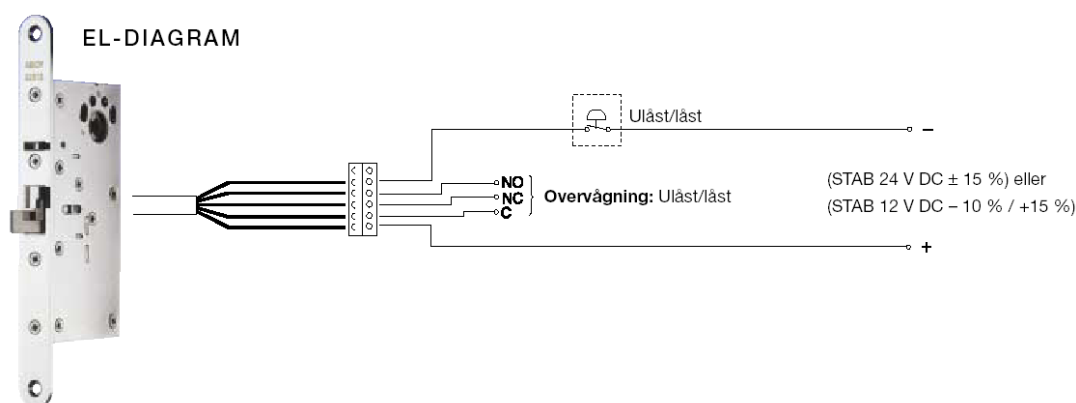 EL-DIAGRAM
Ulåst/låst
–
NO
NC
C
Overvågning: Ulåst/låst
(STAB 24 V DC ± 15 %) eller
(STAB 12 V DC – 10 % / +15 %)
+